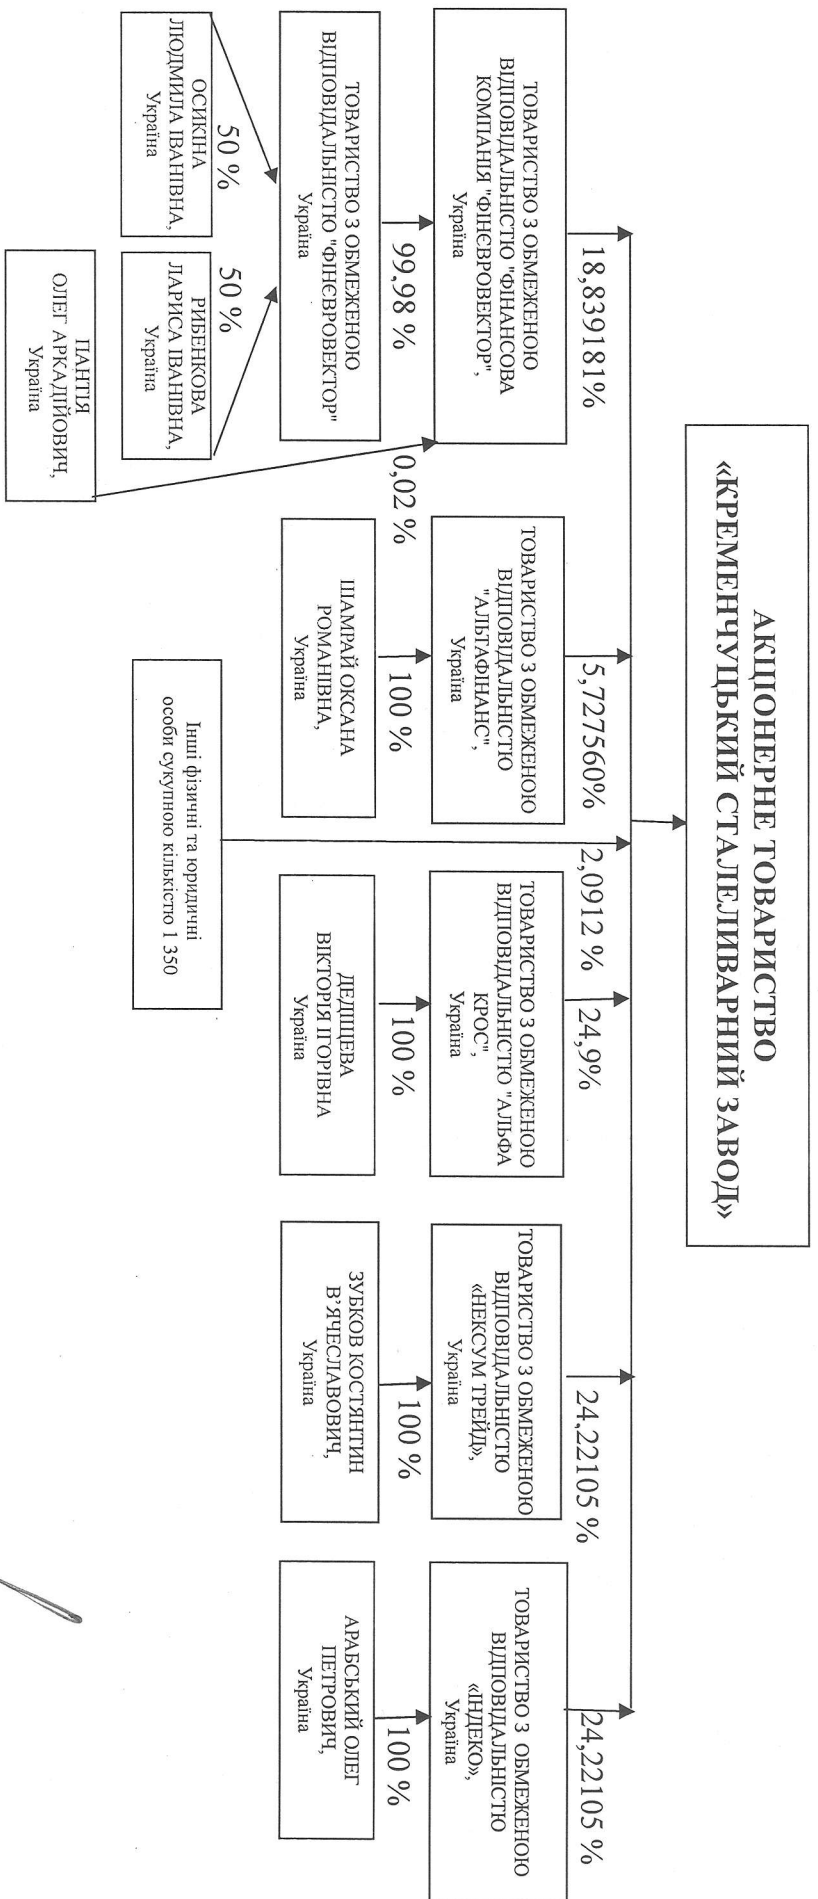 АКЦІОНЕРНЕ ТОВАРИСТВО
«КРЕМЕНЧУЦЬКИЙ СТАЛЕЛИВАРНИЙ ЗАВОД»
18,839181%
5,727560%
2,0912 %
24,9%
24,22105 %
24,22105 %
ТОВАРИСТВО З ОБМЕЖЕНОЮ
ВІДПОВІДАЛЬНІСТЮ "ФІНАНСОВА
КОМПАНІЯ "ФІНЄВРОВЕКТОР",
Україна
ТОВАРИСТВО З ОБМЕЖЕНОЮ
ВІДПОВІДАЛЬНІСТЮ
"АЛЬТАФІНАНС",
Україна
ТОВАРИСТВО З ОБМЕЖЕНОЮ
ВІДПОВІДАЛЬНІСТЮ "АЛЬФА
КРОС",
Україна
ТОВАРИСТВО З ОБМЕЖЕНОЮ
ВІДПОВІДАЛЬНІСТЮ
«НЕКСУМ ТРЕЙД»,
Україна
ТОВАРИСТВО З ОБМЕЖЕНОЮ
ВІДПОВІДАЛЬНІСТЮ
«ІНДЕКО»,
Україна
99,98 %
0,02 %
100 %
100 %
100 %
100 %
ТОВАРИСТВО З ОБМЕЖЕНОЮ
ВІДПОВІДАЛЬНІСТЮ "ФІНЄВРОВЕКТОР"
Україна
ШАМРАЙ ОКСАНА
РОМАНІВНА,
Україна
ДЕДІЩЕВА
ВІКТОРІЯ ІГОРІВНА
Україна
ЗУБКОВ КОСТЯНТИН
В'ЯЧЕСЛАВОВИЧ,
Україна
АРАБСЬКИЙ ОЛЕГ
ПЕТРОВИЧ,
Україна
50 %
50 %
ОСИКІНА
ЛЮДМИЛА ІВАНІВНА,
Україна
РИБЕНКОВА
ЛАРИСА ІВАНІВНА,
Україна
Інші фізичні та юридичні
особи сукупною кількістю 1 350
ПАНТІЯ
ОЛЕГ АРКАДІЙОВИЧ,
Україна